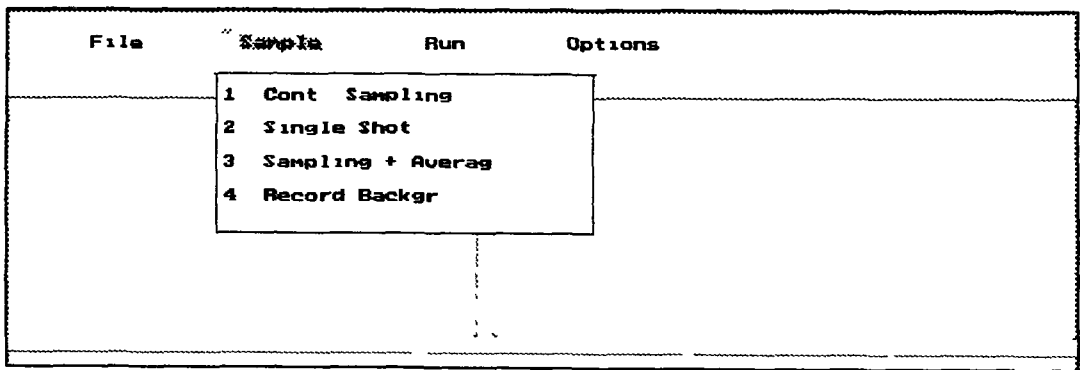 File Sample Run Options
1 Cont Sampling
2 Single Shot
3 Sampling + Averag
4 Record Backgr